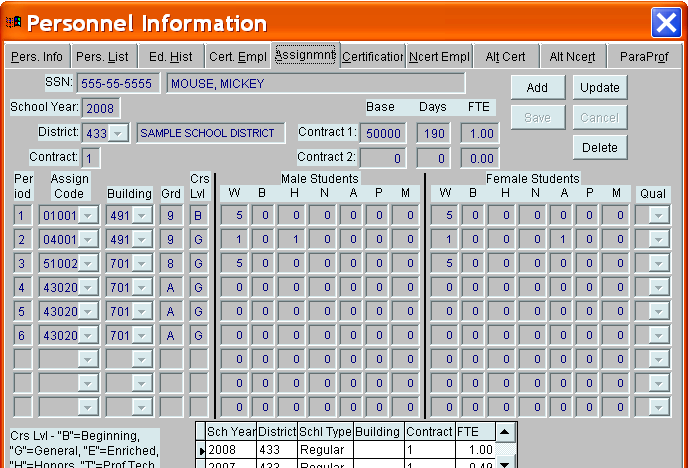 Personnel Information
Pers. Info Pers. List Ed. Hist Cert. Empl Assignmnt Certification Ncert Empl Alt Cert Alt Ncert ParaProf
SSN: 555-55-5555 MOUSE, MICKEY Add Update
School Year: 2008 Base Days FTE Save Cancel
District: 433 SAMPLE SCHOOL DISTRICT Contract 1: 50000 190 1.00
Contract: 1 Contract 2: 0 0 0.00 Delete
Per iod Assign Code Building Grd Crs Lvl Male Students Female Students Qual
W B H N A P M W B H N A P M
1 01001 491 9 B 5 0 0 0 0 0 0 5 0 0 0 0 0 0
2 04001 491 9 G 1 0 1 0 0 0 0 1 0 0 0 1 0 0
3 51002 701 8 G 5 0 0 0 0 0 0 5 0 0 0 0 0 0
4 43020 701 A G 0 0 0 0 0 0 0 0 0 0 0 0 0 0
5 43020 701 A G 0 0 0 0 0 0 0 0 0 0 0 0 0 0
6 43020 701 A G 0 0 0 0 0 0 0 0 0 0 0 0 0 0
0 0 0 0 0 0 0 0 0 0 0 0 0 0
0 0 0 0 0 0 0 0 0 0 0 0 0 0
0 0 0 0 0 0 0 0 0 0 0 0 0 0
Crs Lvl - "B"=Beginning,
"G"=General, "E"=Enriched,
"H"=Honors, "T"=Prof Tech
Sch Year District Schl Type Building Contract FTE
2008 433 Regular 1 1.00
2007 433 Regular 1 0.49